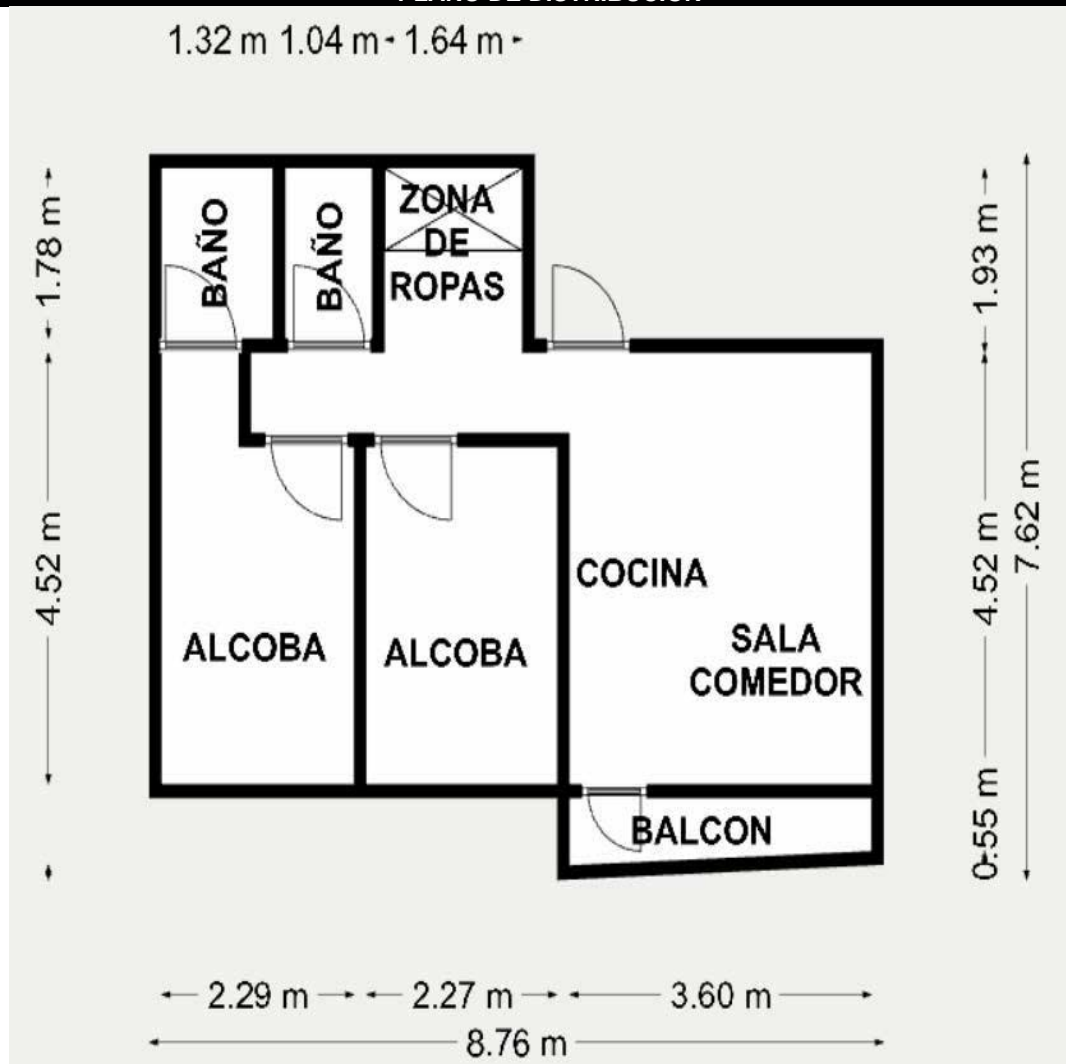 1.32 m 1.04 m 1.64 m
1.78 m
4.52 m
BAÑO
BAÑO
ZONA
DE
ROPAS
1.93 m
4.52 m
0.55 m
7.62 m
COCINA
ALCOBA
ALCOBA
SALA
COMEDOR
BALCON
2.29 m 2.27 m 3.60 m
8.76 m